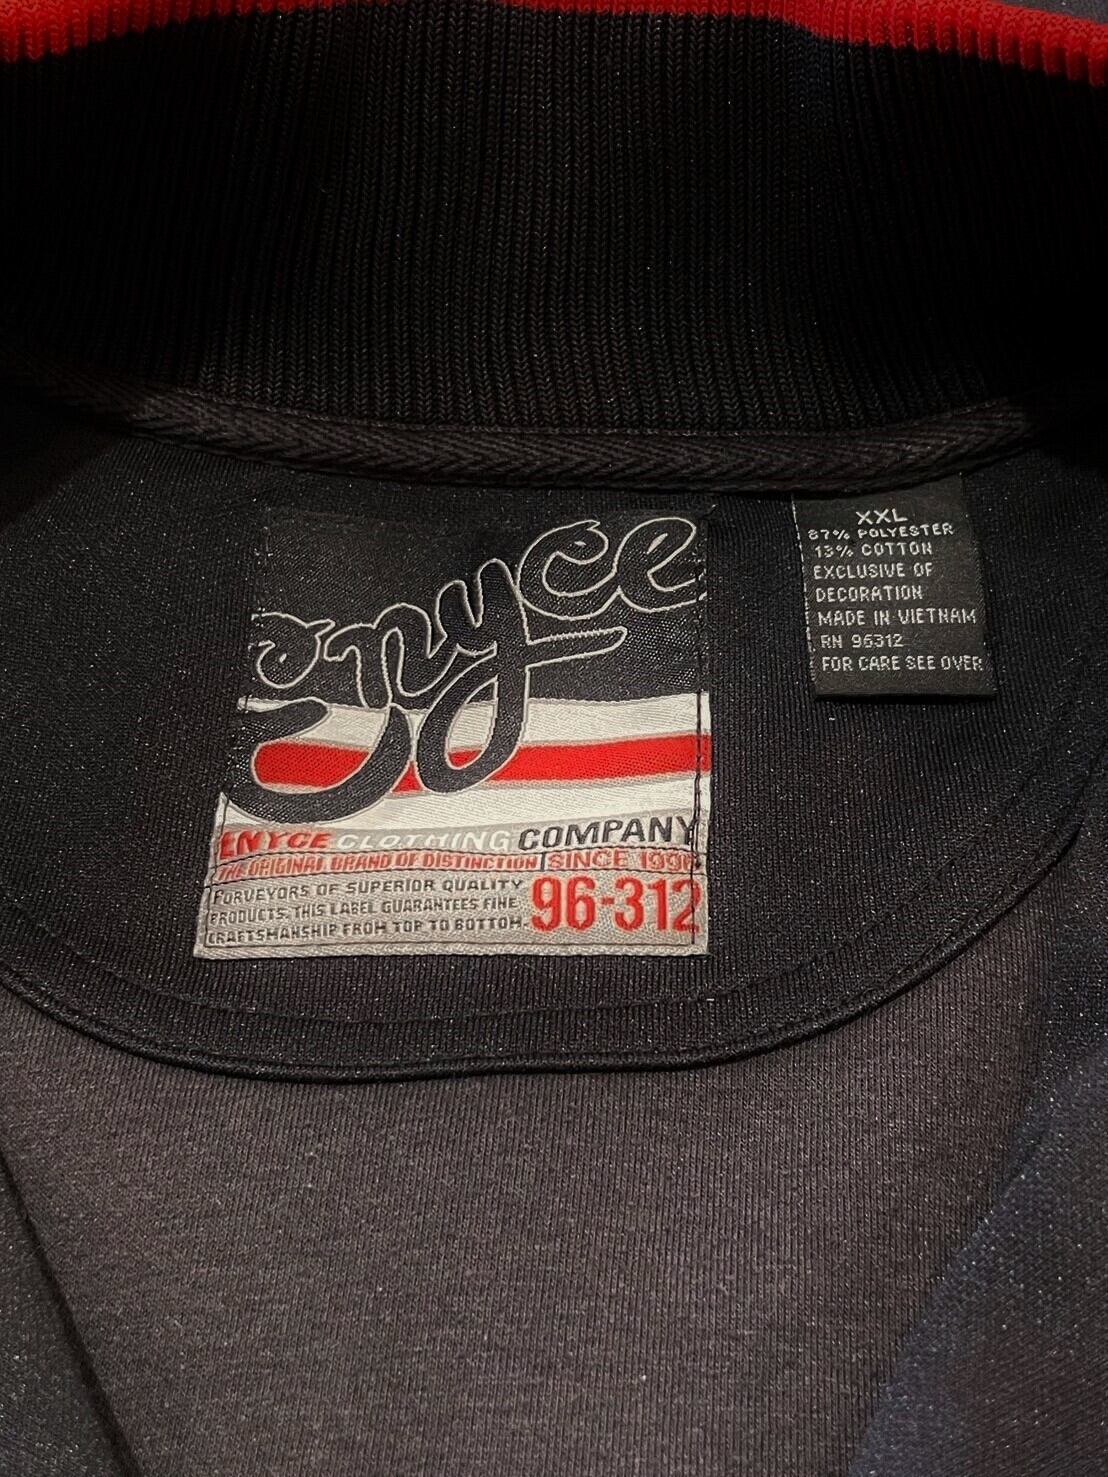 Enyce
ENYCE CLOTHING COMPANY
THE ORIGINAL BRAND OF DISTINCTION SINCE 1996
PURVEYORS OF SUPERIOR QUALITY
PRODUCTS. THIS LABEL GUARANTEES FINE
CRAFTSMANSHIP FROM TOP TO BOTTOM.
96-312
XXL
87% POLYESTER
13% COTTON
EXCLUSIVE OF
DECORATION
MADE IN VIETNAM
RN 96312
FOR CARE SEE OVER